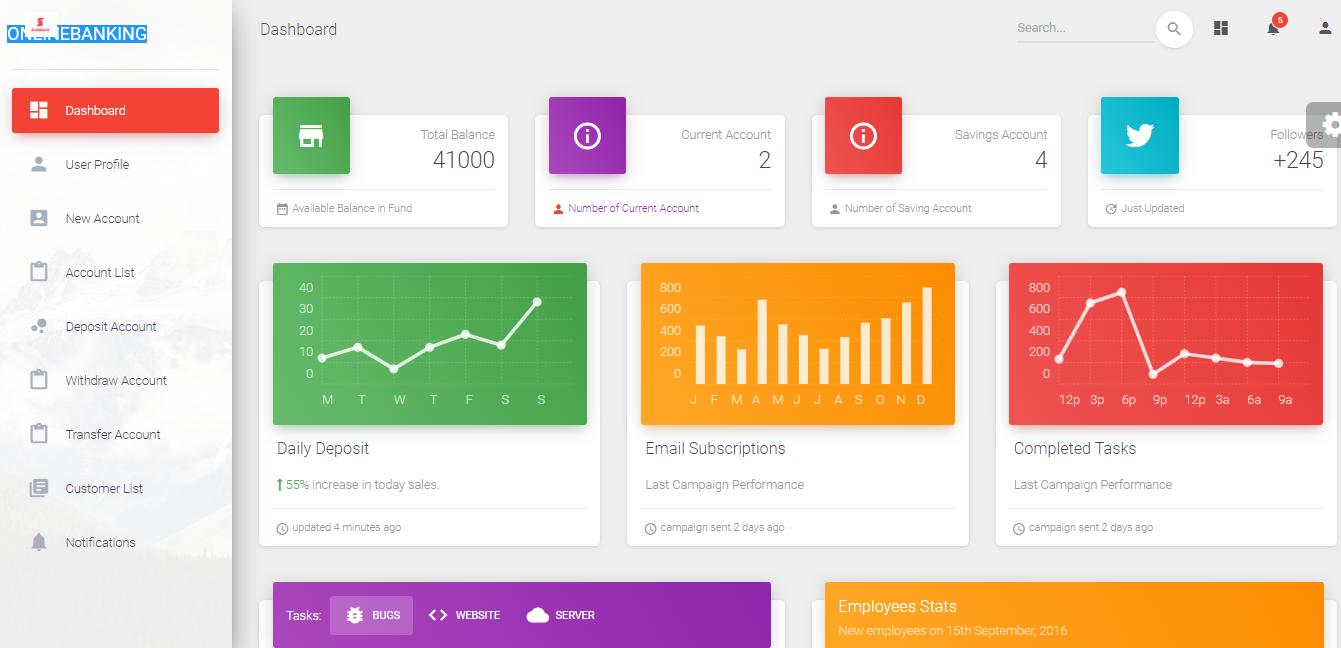 ONLINEBANKING
Dashboard
Search...
5
Dashboard
User Profile
New Account
Account List
Deposit Account
Withdraw Account
Transfer Account
Customer List
Notifications
Total Balance
41000
Available Balance in Fund
Current Account
2
Number of Current Account
Savings Account
4
Number of Saving Account
Followers
+245
Just Updated
40
30
20
10
0
M T W T F S S
Daily Deposit
55% increase in today sales.
updated 4 minutes ago
800
600
400
200
0
J F M A M J J A S O N D
Email Subscriptions
Last Campaign Performance
campaign sent 2 days ago
800
600
400
200
0
12p 3p 6p 9p 12p 3a 6a 9a
Completed Tasks
Last Campaign Performance
campaign sent 2 days ago
Tasks: BUGS WEBSITE SERVER
Employees Stats
New employees on 15th September, 2016